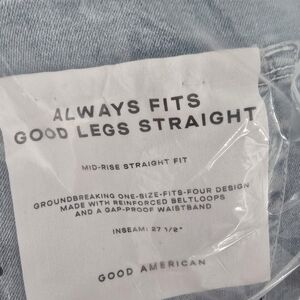 ALWAYS FITS
GOOD LEGS STRAIGHT
MID-RISE STRAIGHT FIT
GROUNDBREAKING ONE-SIZE-FITS-FOUR DESIGN
MADE WITH REINFORCED BELTLOOPS
AND A GAP-PROOF WAISTBAND
INSEAM: 27 1/2"
GOOD AMERICAN